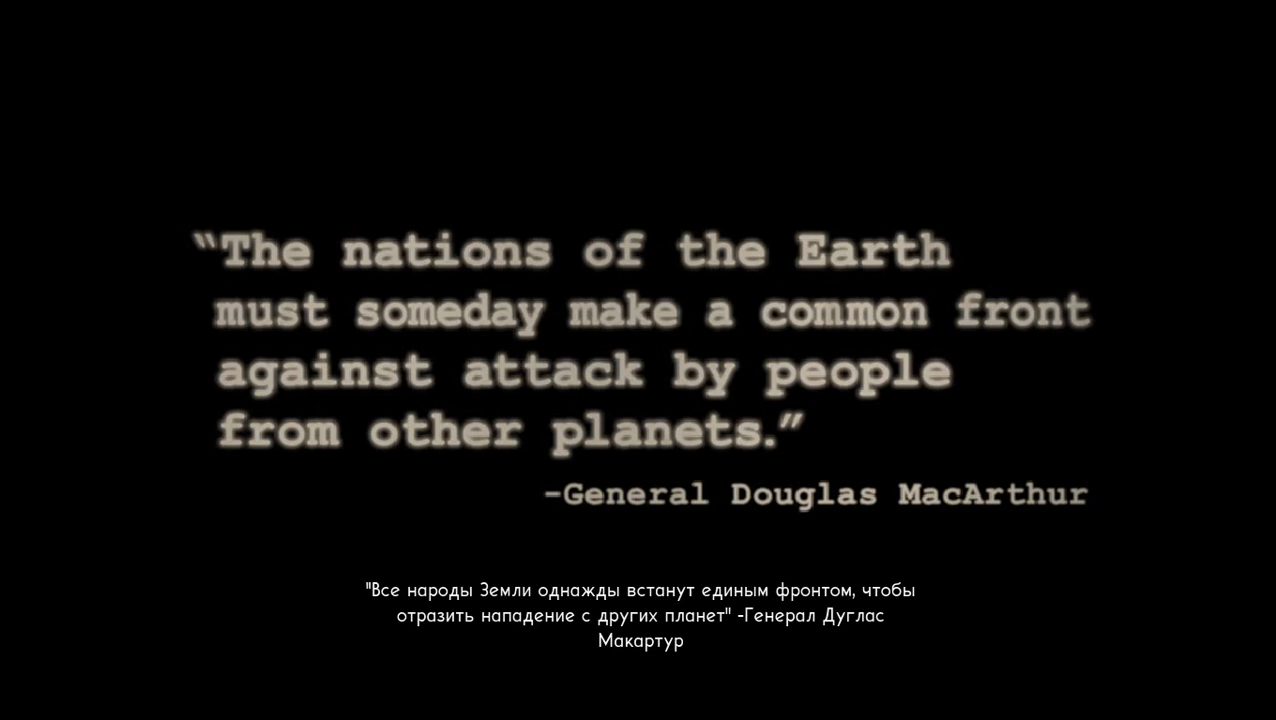 “The nations of the Earth
must someday make a common front
against attack by people
from other planets.”
-General Douglas MacArthur
"Все народы Земли однажды встанут единым фронтом, чтобы
отразить нападение с других планет" -Генерал Дуглас
Макартур